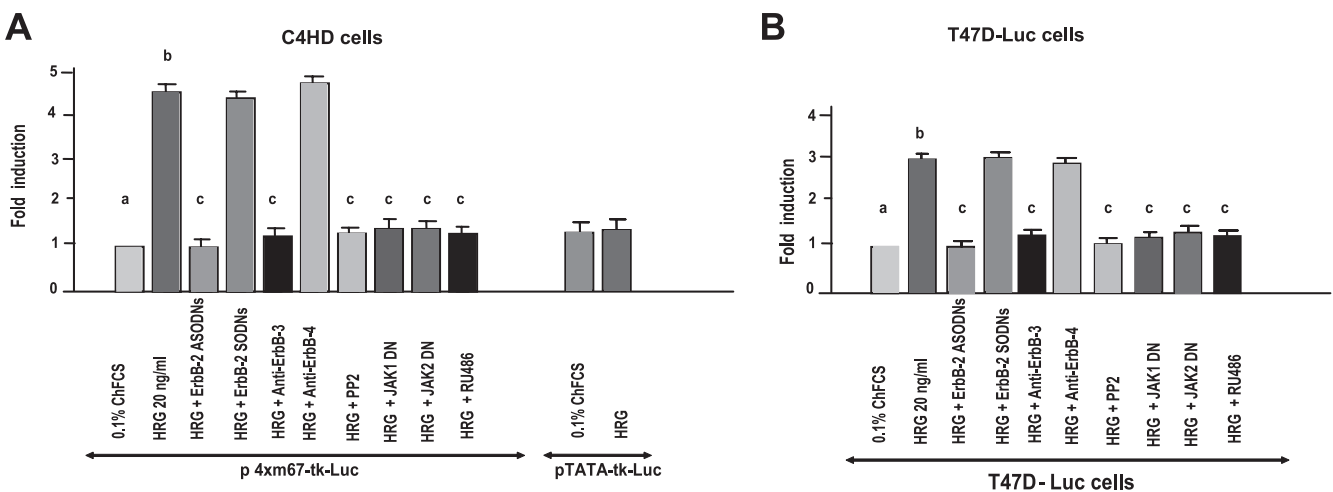 A
C4HD cells
Fold induction
5
4
3
2
1
0
a
b
c
c
c
c
c
c
0.1% ChFCS
HRG 20 ng/ml
HRG + ErbB-2 ASODNs
HRG + ErbB-2 SODNs
HRG + Anti-ErbB-3
HRG + Anti-ErbB-4
HRG + PP2
HRG + JAK1 DN
HRG + JAK2 DN
HRG + RU486
0.1% ChFCS
HRG
p 4xm67-tk-Luc
pTATA-tk-Luc
B
T47D-Luc cells
Fold induction
4
3
2
1
0
a
b
c
c
c
c
c
c
0.1% ChFCS
HRG 20 ng/ml
HRG + ErbB-2 ASODNs
HRG + ErbB-2 SODNs
HRG + Anti-ErbB-3
HRG + Anti-ErbB-4
HRG + PP2
HRG + JAK1 DN
HRG + JAK2 DN
HRG + RU486
T47D- Luc cells